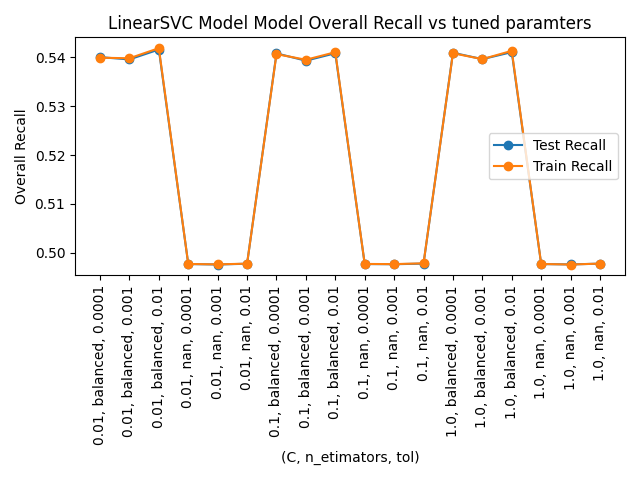 LinearSVC Model Model Overall Recall vs tuned paramters
Overall Recall
0.54
0.53
0.52
0.51
0.50
Test Recall
Train Recall
0.01, balanced, 0.0001
0.01, balanced, 0.001
0.01, balanced, 0.01
0.01, nan, 0.0001
0.01, nan, 0.001
0.01, nan, 0.01
0.1, balanced, 0.0001
0.1, balanced, 0.001
0.1, balanced, 0.01
0.1, nan, 0.0001
0.1, nan, 0.001
0.1, nan, 0.01
1.0, balanced, 0.0001
1.0, balanced, 0.001
1.0, balanced, 0.01
1.0, nan, 0.0001
1.0, nan, 0.001
1.0, nan, 0.01
(C, n_etimators, tol)